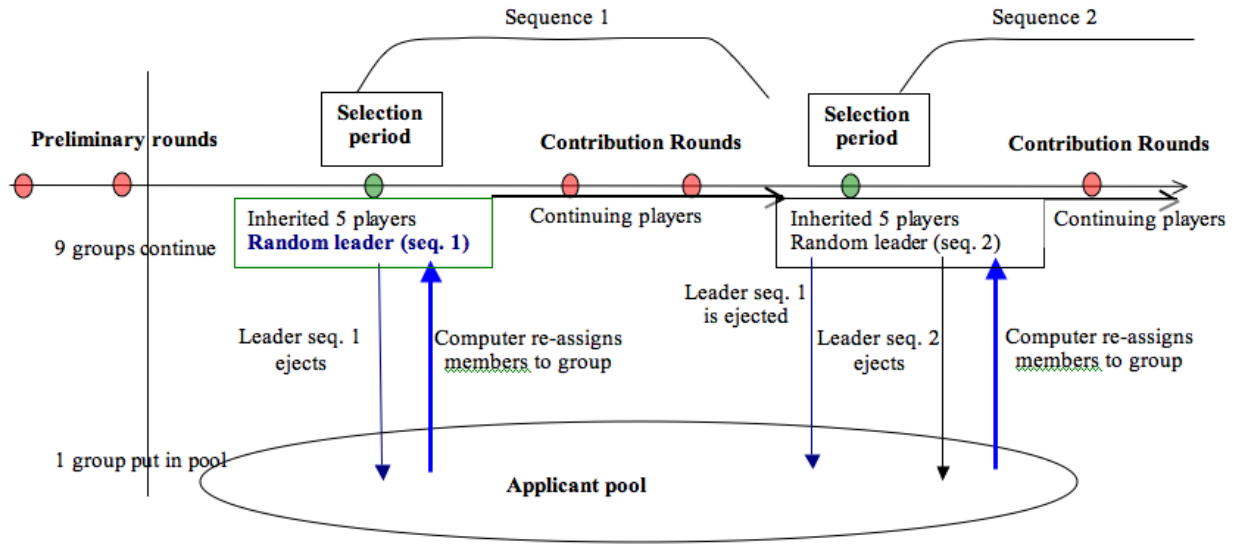 Sequence 1
Sequence 2
Selection
period
Selection
period
Preliminary rounds
Contribution Rounds
Contribution Rounds
Inherited 5 players
Random leader (seq. 1)
Continuing players
Inherited 5 players
Random leader (seq. 2)
Continuing players
9 groups continue
Leader seq. 1
ejects
Computer re-assigns
members to group
Leader seq. 1
is ejected
Leader seq. 2
ejects
Computer re-assigns
members to group
1 group put in pool
Applicant pool